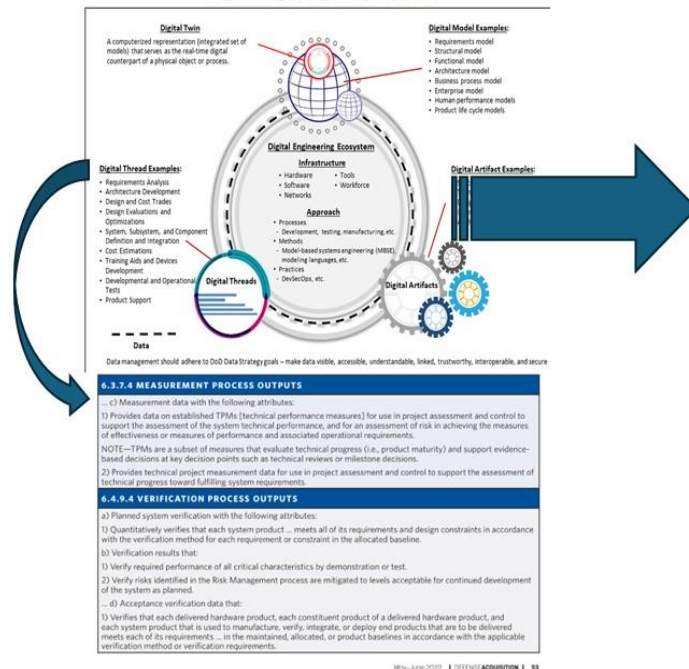 Digital Twin
A computerized representation (integrated set of
models) that serves as the real-time digital
counterpart of a physical object or process.
Digital Model Examples:
• Requirements model
• Structural model
• Functional model
• Architecture model
• Business process model
• Enterprise model
• Human performance models
• Product life cycle models
Digital Engineering Ecosystem
Infrastructure
• Hardware
• Software
• Networks
• Tools
• Workforce
Approach
• Processes
- Development, testing, manufacturing, etc.
• Methods
- Model-based systems engineering (MBSE),
modeling languages, etc.
• Practices
- DevSecOps, etc.
Digital Thread Examples:
• Requirements Analysis
• Architecture Development
• Design and Cost Trades
• Design Evaluations and
Optimizations
• System, Subsystem, and Component
Definition and Integration
• Cost Estimations
• Training Aids and Devices
Development
• Developmental and Operational
Tests
• Product Support
Digital Artifact Examples:
Digital Threads
Digital Artifacts
Data
Data management should adhere to DoD Data Strategy goals – make data visible, accessible, understandable, linked, trustworthy, interoperable, and secure
6.3.7.4 MEASUREMENT PROCESS OUTPUTS
... c) Measurement data with the following attributes:
1) Provides data on established TPMs [technical performance measures] for use in project assessment and control to
support the assessment of the system technical performance, and for an assessment of risk in achieving the measures
of effectiveness or measures of performance and associated operational requirements.
NOTE—TPMs are a subset of measures that evaluate technical progress (i.e., product maturity) and support evidence-
based decisions at key decision points such as technical reviews or milestone decisions.
2) Provides technical project measurement data for use in project assessment and control to support the assessment of
technical progress toward fulfilling system requirements.
6.4.9.4 VERIFICATION PROCESS OUTPUTS
a) Planned system verification with the following attributes:
1) Quantitatively verifies that each system product ... meets all of its requirements and design constraints in accordance
with the verification method for each requirement or constraint in the allocated baseline.
b) Verification results that:
1) Verify required performance of all critical characteristics by demonstration or test.
2) Verify risks identified in the Risk Management process are mitigated to levels acceptable for continued development
of the system as planned.
... d) Acceptance verification data that:
1) Verifies that each delivered hardware product, each constituent product of a delivered hardware product, and
each system product that is used to manufacture, verify, integrate, or deploy end products that are to be delivered
meets each of its requirements ... in the maintained, allocated, or product baselines in accordance with the applicable
verification method or verification requirements.
May-June 2022 | DEFENSE ACQUISITION | 33